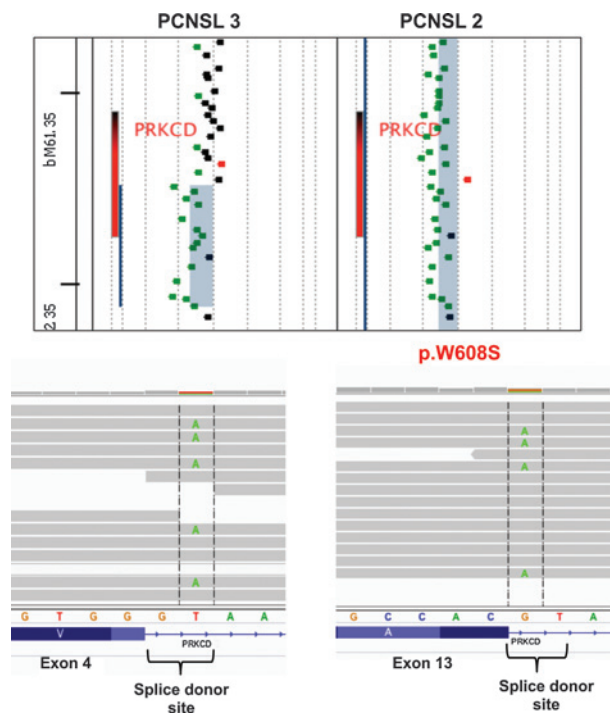 PCNSL 3
PCNSL 2
PRKCD
PRKCD
bM61.35
2.35
p.W608S
A
A
A
A
A
A
A
A
A
G T G G G T A A
V
PRKCD
Exon 4
Splice donor
site
G C C A C G T A
A
PRKCD
Exon 13
Splice donor
site